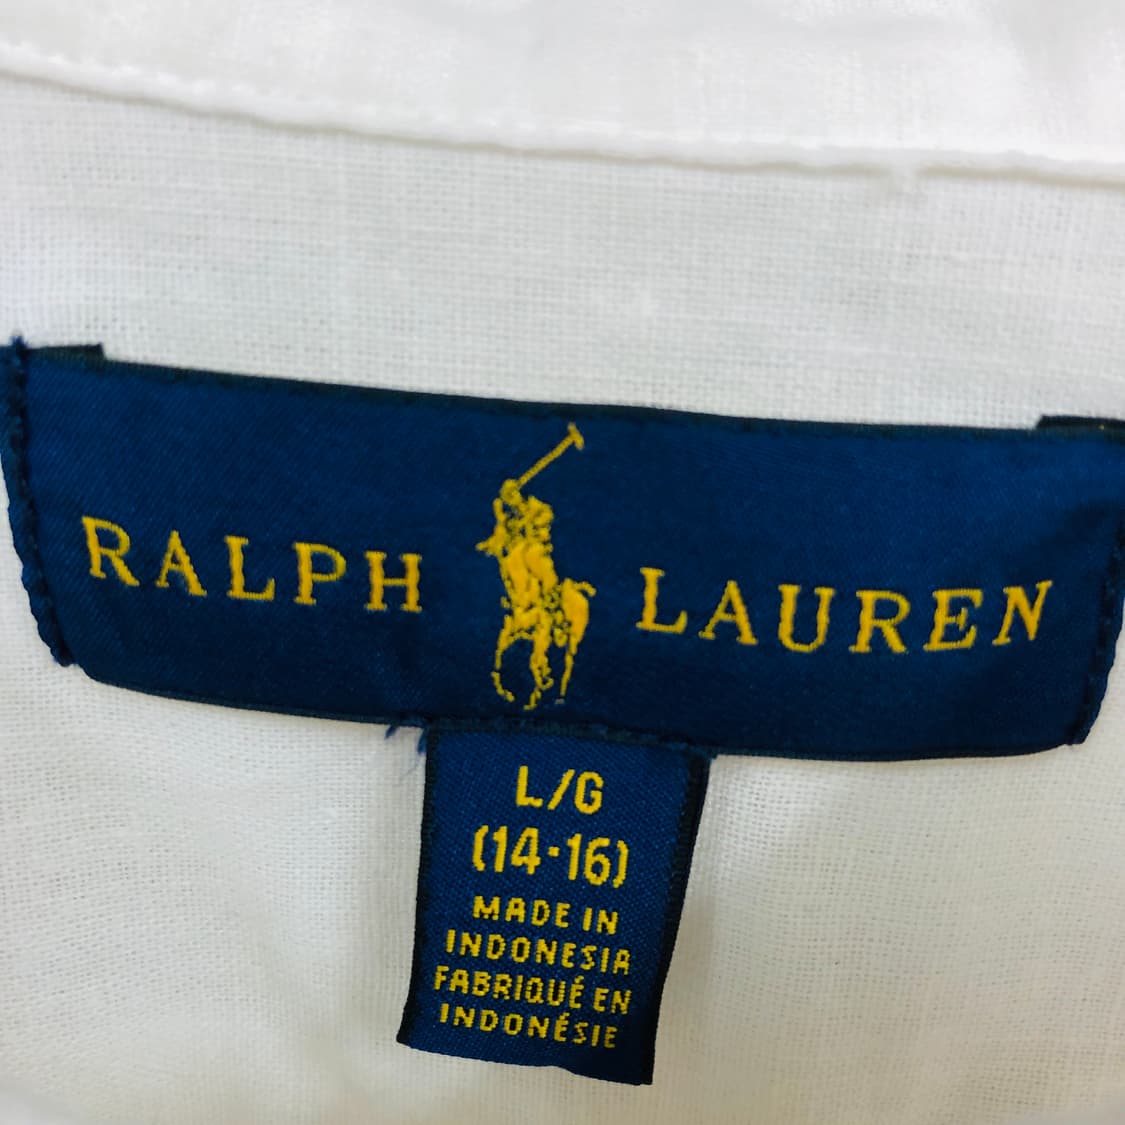 RALPH LAUREN
L/G
(14·16)
MADE IN
INDONESIA
FABRIQUÉ EN
INDONÉSIE